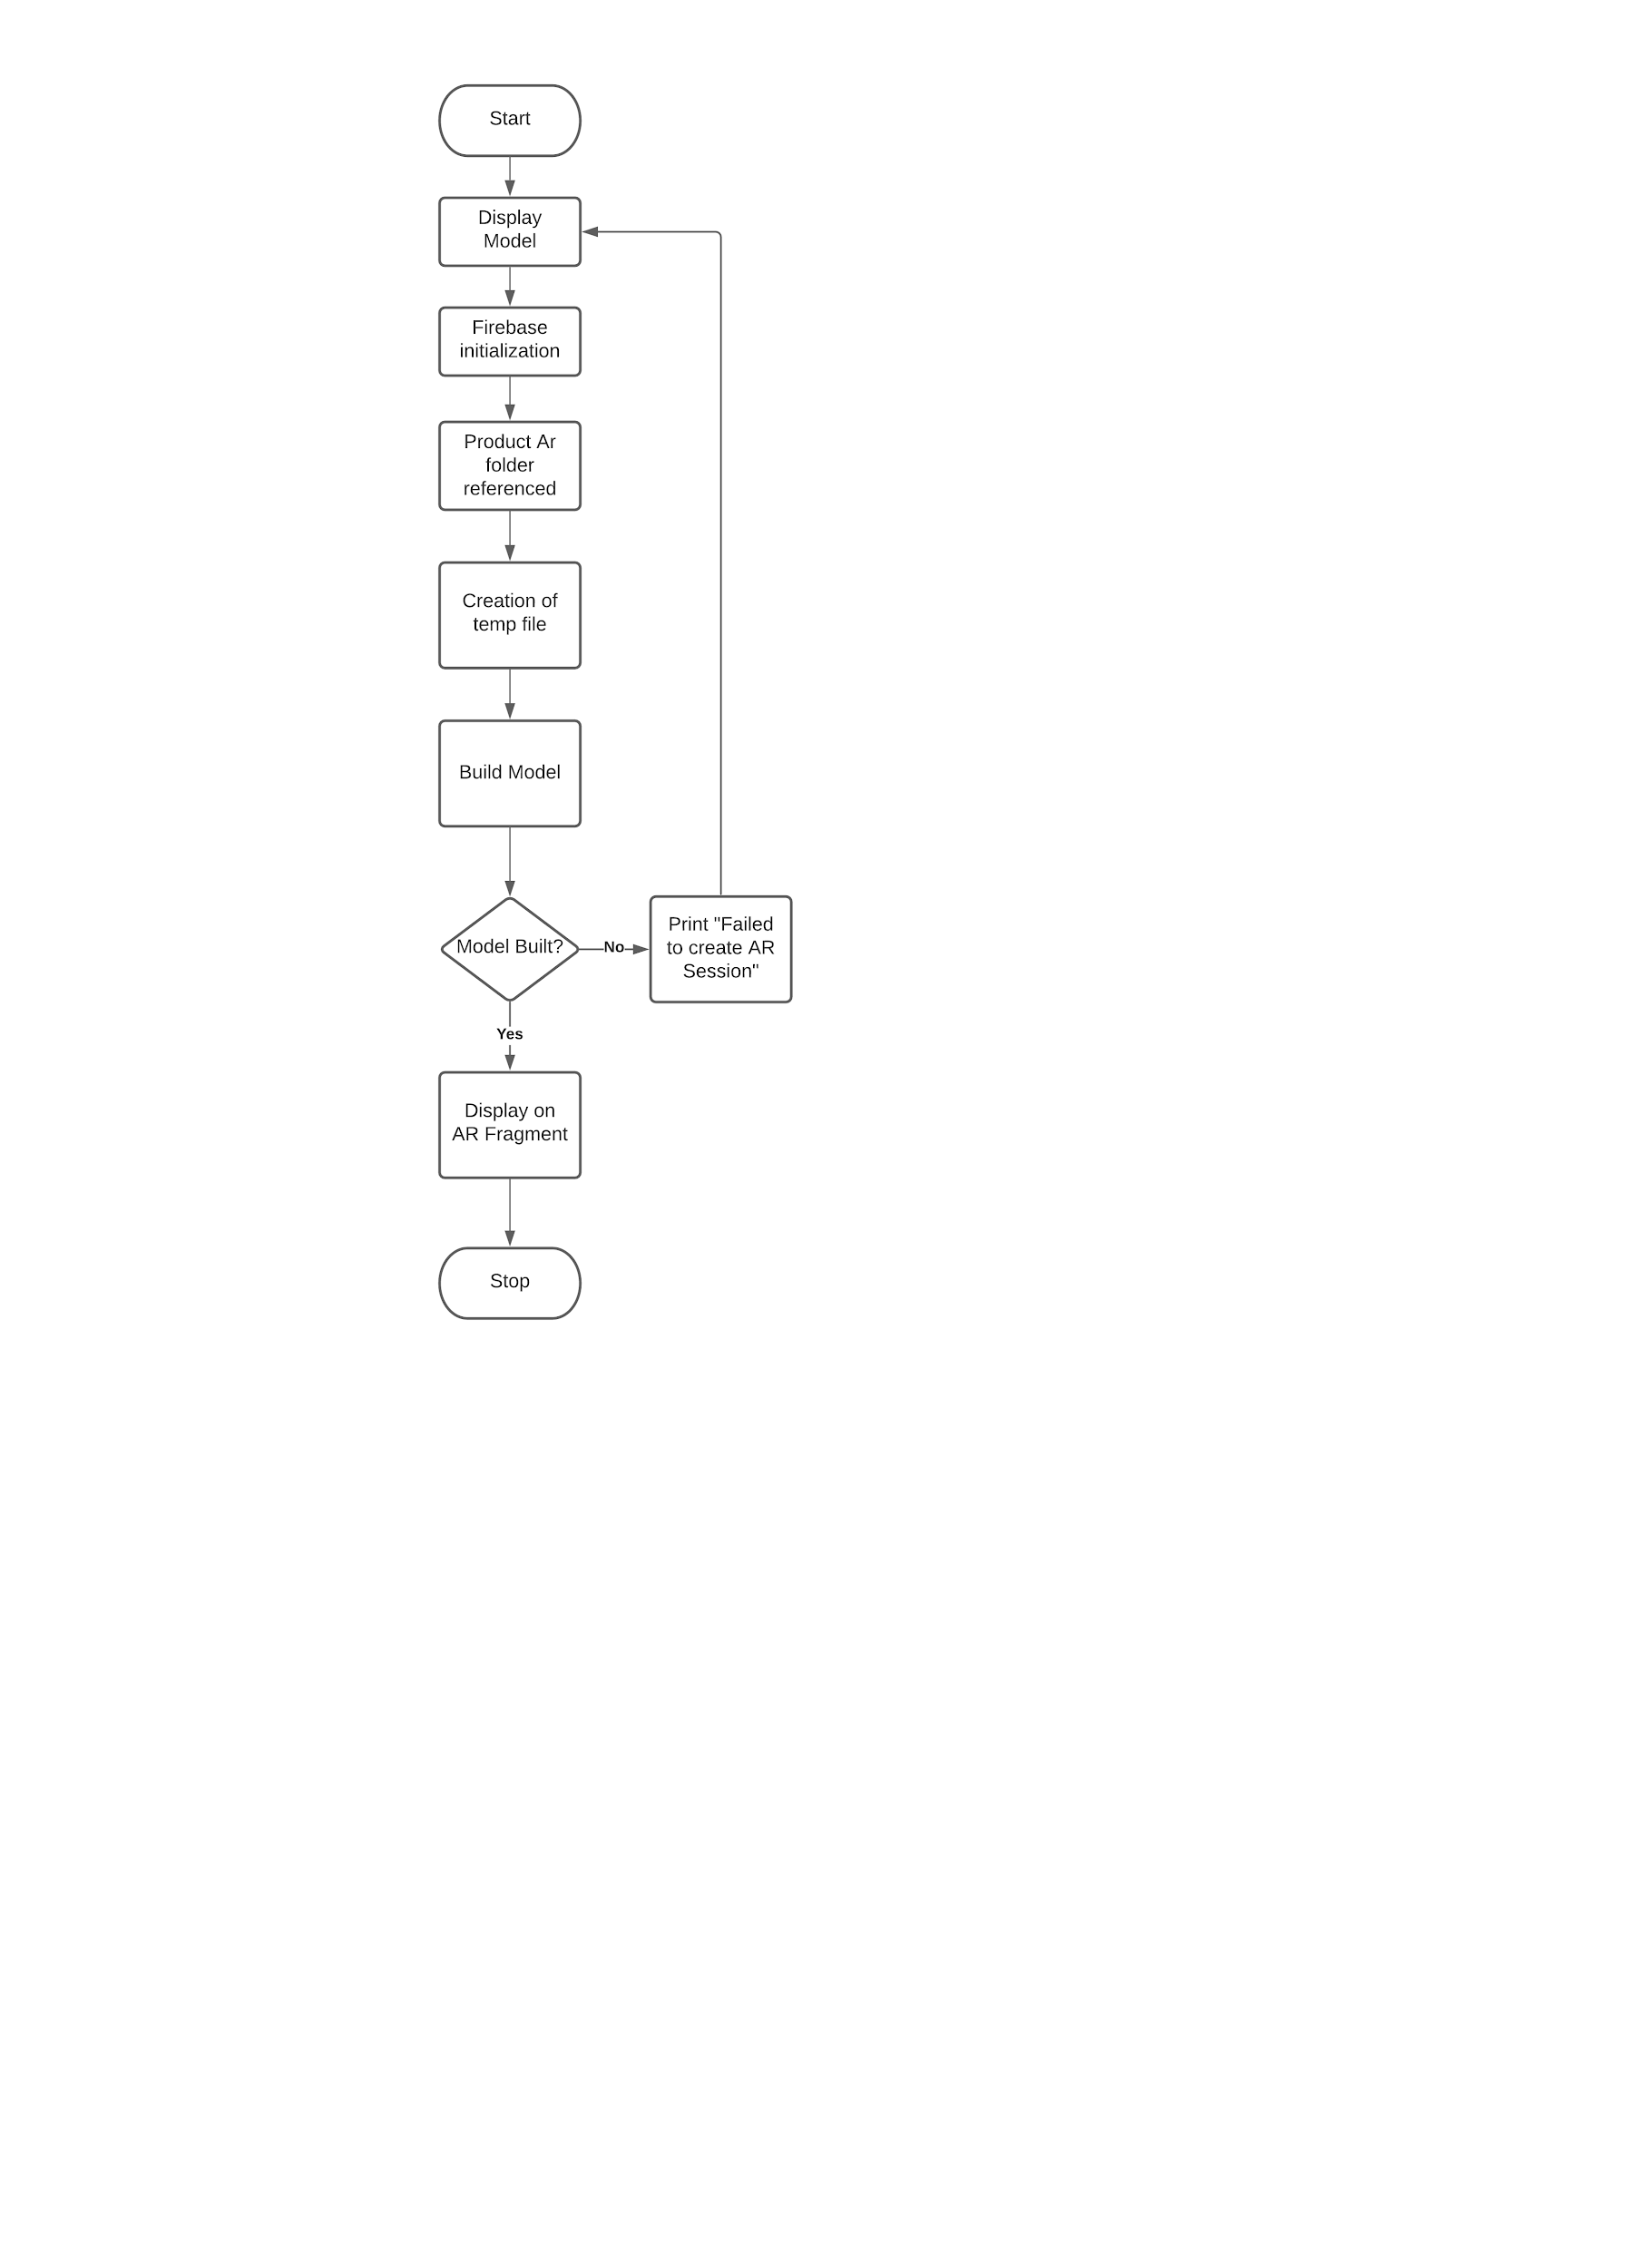 Start
Display
Model
Firebase
initialization
Product Ar
folder
referenced
Creation of
temp file
Build Model
Model Built?
No
Print "Failed
to create AR
Session"
Yes
Display on
AR Fragment
Stop